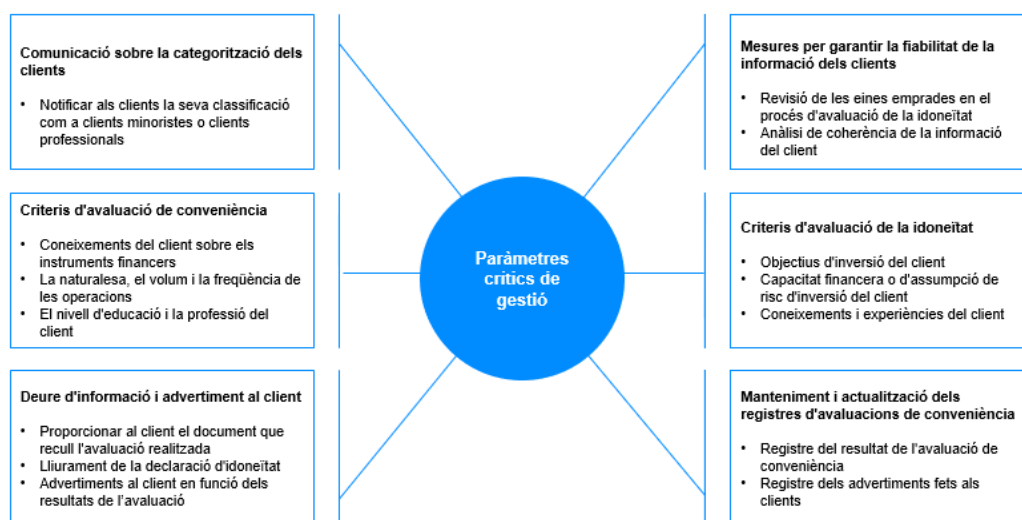 Comunicació sobre la categorització dels
clients
• Notificar als clients la seva classificació
com a clients minoristes o clients
professionals
Criteris d'avaluació de conveniència
• Coneixements del client sobre els
instruments financers
• La naturalesa, el volum i la freqüència de
les operacions
• El nivell d'educació i la professió del
client
Deure d'informació i advertiment al client
• Proporcionar al client el document que
recull l'avaluació realitzada
• Lliurament de la declaració d'idoneïtat
• Advertiments al client en funció dels
resultats de l’avaluació
Paràmetres
crítics de
gestió
Mesures per garantir la fiabilitat de la
informació dels clients
• Revisió de les eines emprades en el
procés d'avaluació de la idoneïtat
• Anàlisi de coherència de la informació
del client
Criteris d'avaluació de la idoneïtat
• Objectius d'inversió del client
• Capacitat financera o d'assumpció de
risc d'inversió del client
• Coneixements i experiències del client
Manteniment i actualització dels
registres d'avaluacions de conveniència
• Registre del resultat de l'avaluació de
conveniència
• Registre dels advertiments fets als
clients